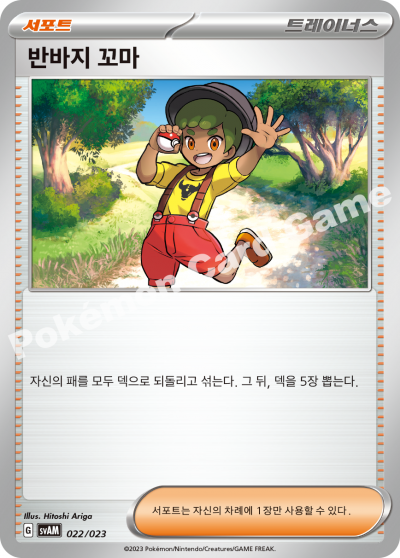 서포트
트레이너스
반바지 꼬마
Pokémon Card Game
자신의 패를 모두 덱으로 되돌리고 섞는다. 그 뒤, 덱을 5장 뽑는다.
Illus. Hitoshi Ariga
G svAM 022/023
서포트는 자신의 차례에 1장만 사용할 수 있다.
©2023 Pokémon/Nintendo/Creatures/GAME FREAK.